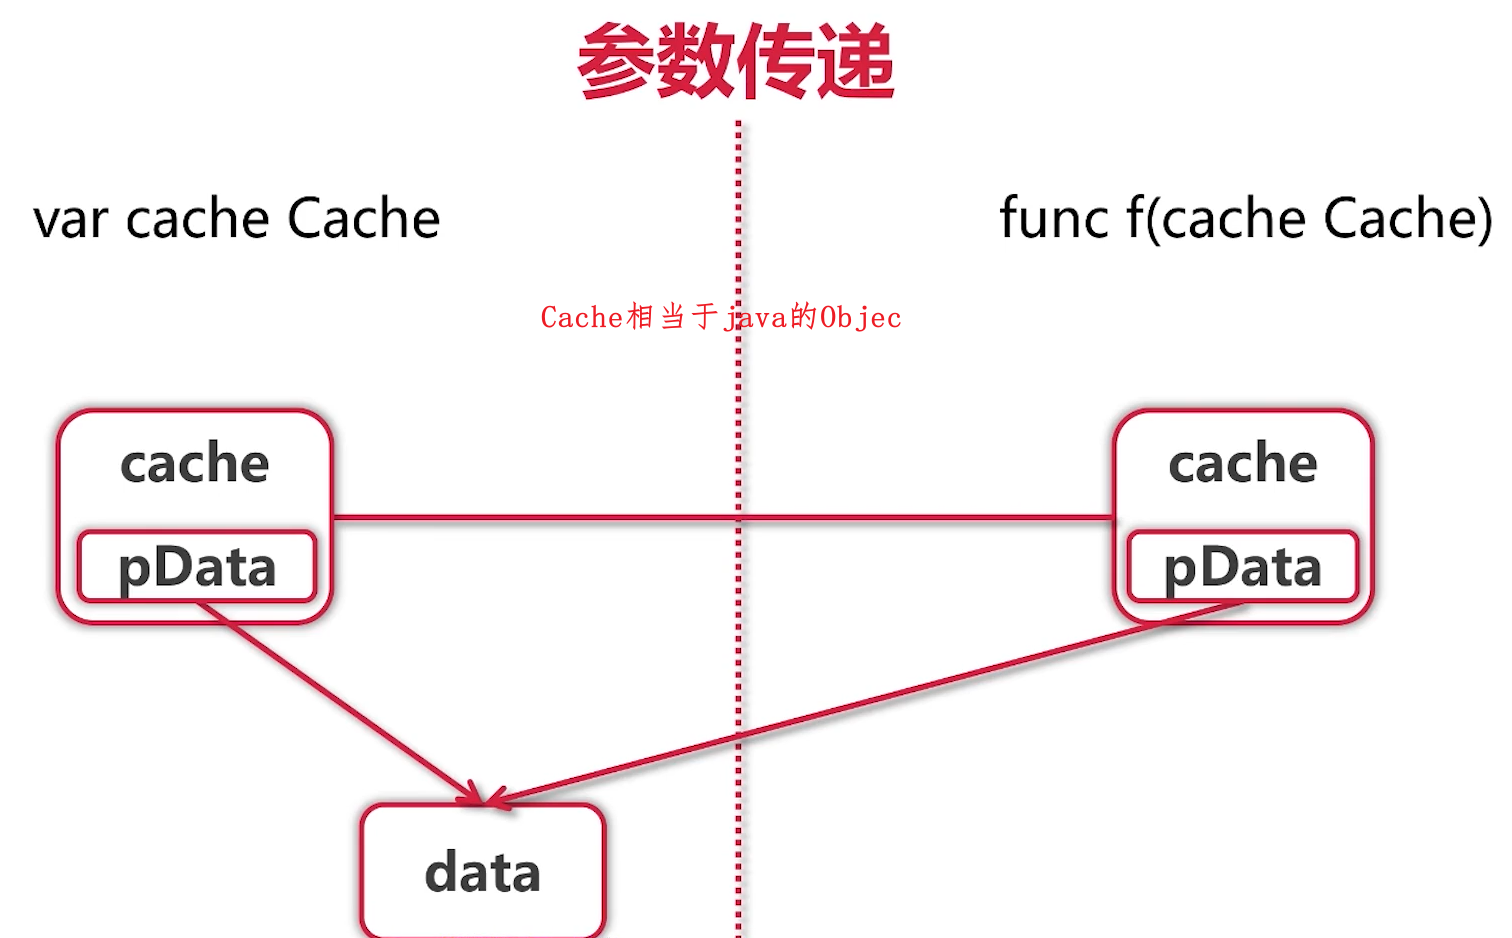 参数传递
var cache Cache
func f(cache Cache)
Cache相当于java的Objec
cache
cache
pData
pData
data